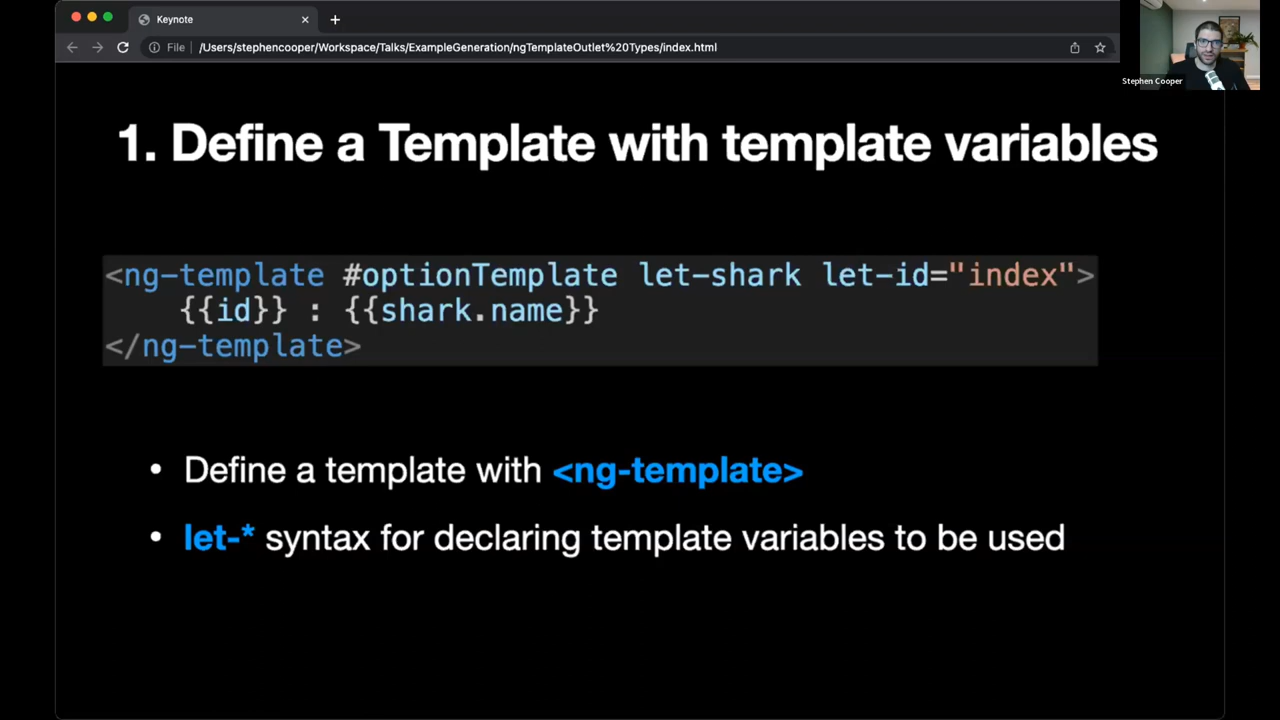 Keynote
File
/Users/stephencooper/Workspace/Talks/ExampleGeneration/ngTemplateOutlet%20Types/index.html
Stephen Cooper
1. Define a Template with template variables
<ng-template #optionTemplate let-shark let-id="index">
{{id}} : {{shark.name}}
</ng-template>
• Define a template with <ng-template>
• let-* syntax for declaring template variables to be used